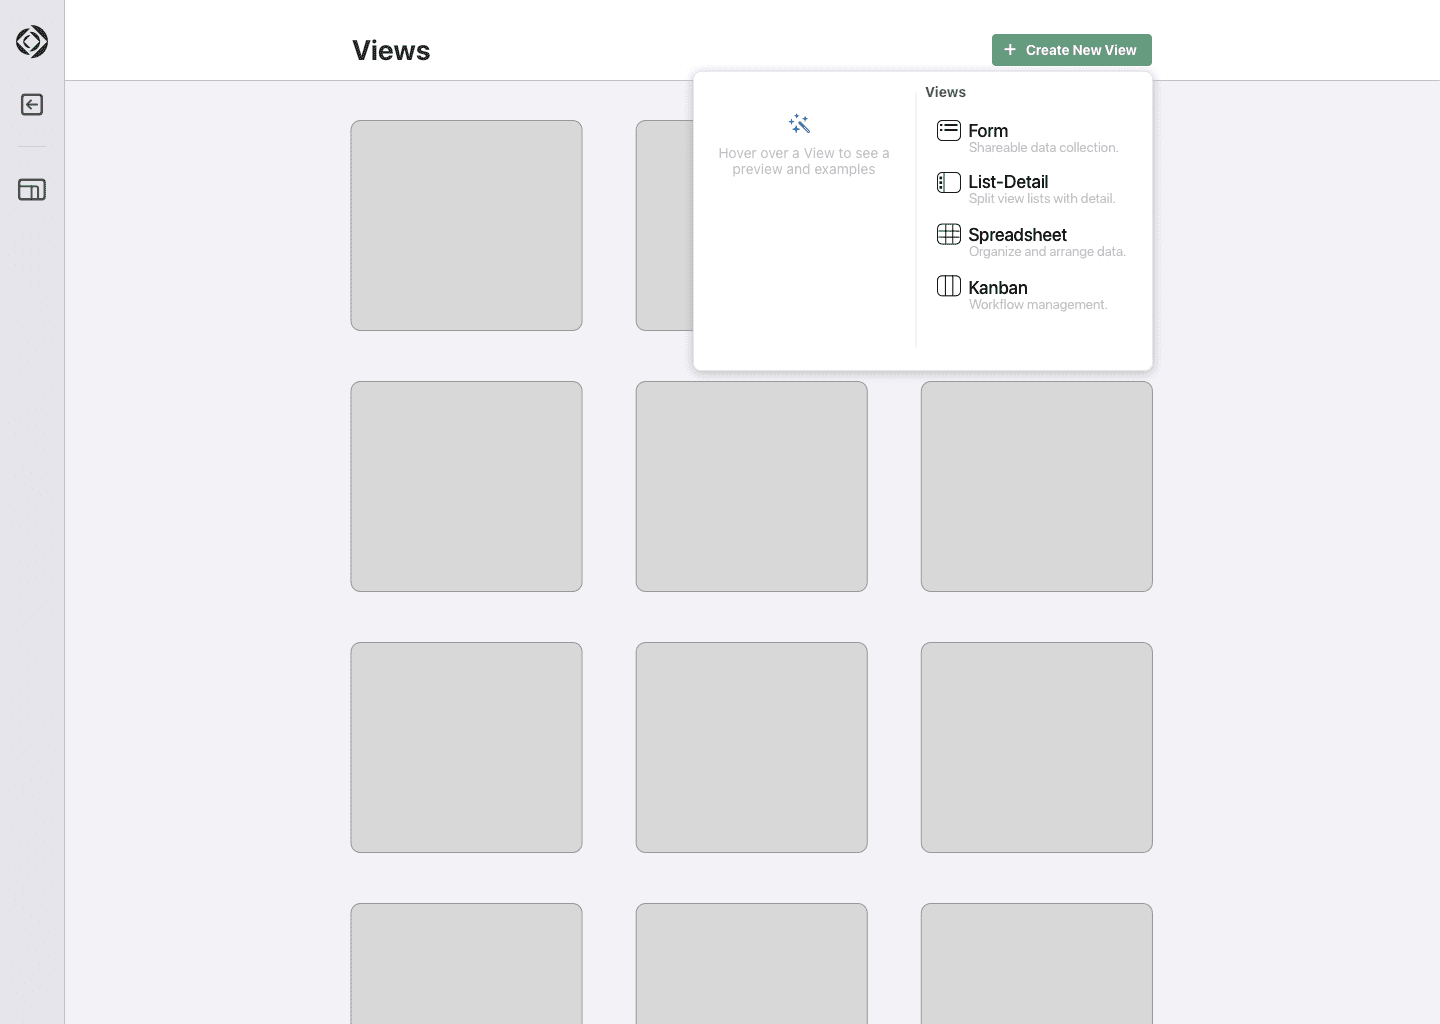 Views
Create New View
Hover over a View to see a
preview and examples
Views
Form
Shareable data collection.
List-Detail
Split view lists with detail.
Spreadsheet
Organize and arrange data.
Kanban
Workflow management.